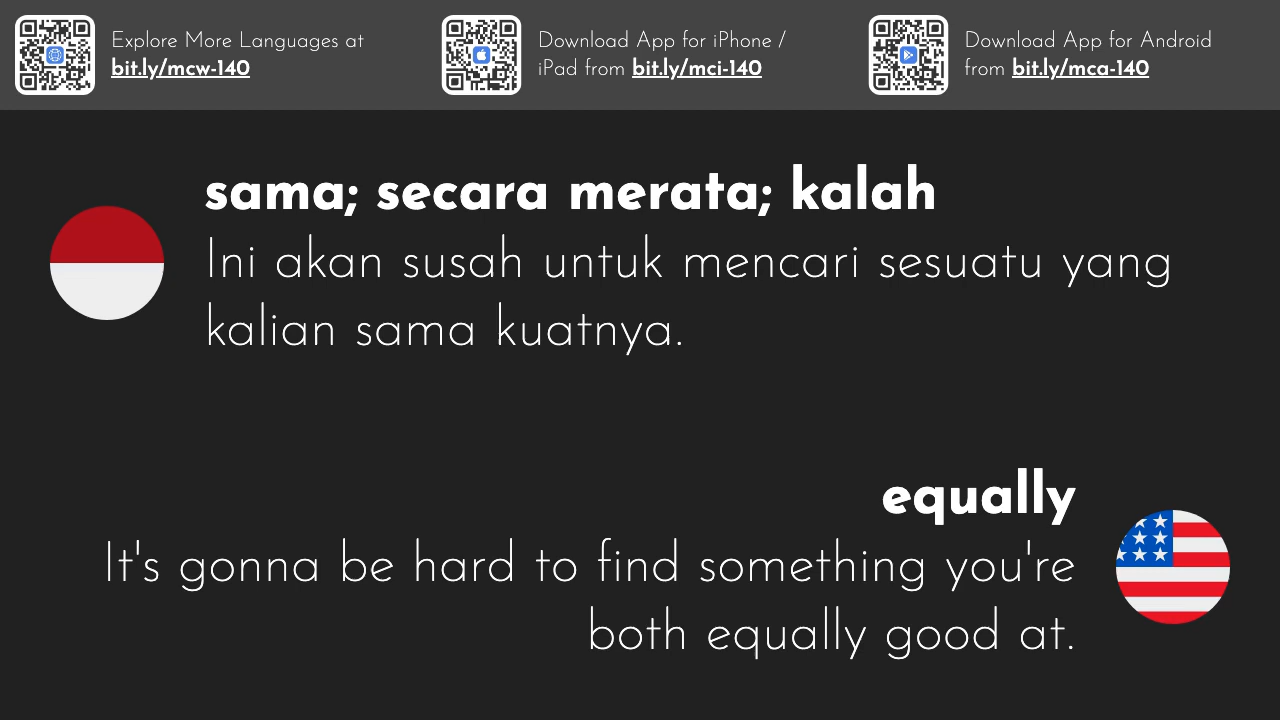 Explore More Languages at
bit.ly/mcw-140
Download App for iPhone /
iPad from bit.ly/mci-140
Download App for Android
from bit.ly/mca-140
sama; secara merata; kalah
Ini akan susah untuk mencari sesuatu yang
kalian sama kuatnya.
equally
It's gonna be hard to find something you're
both equally good at.